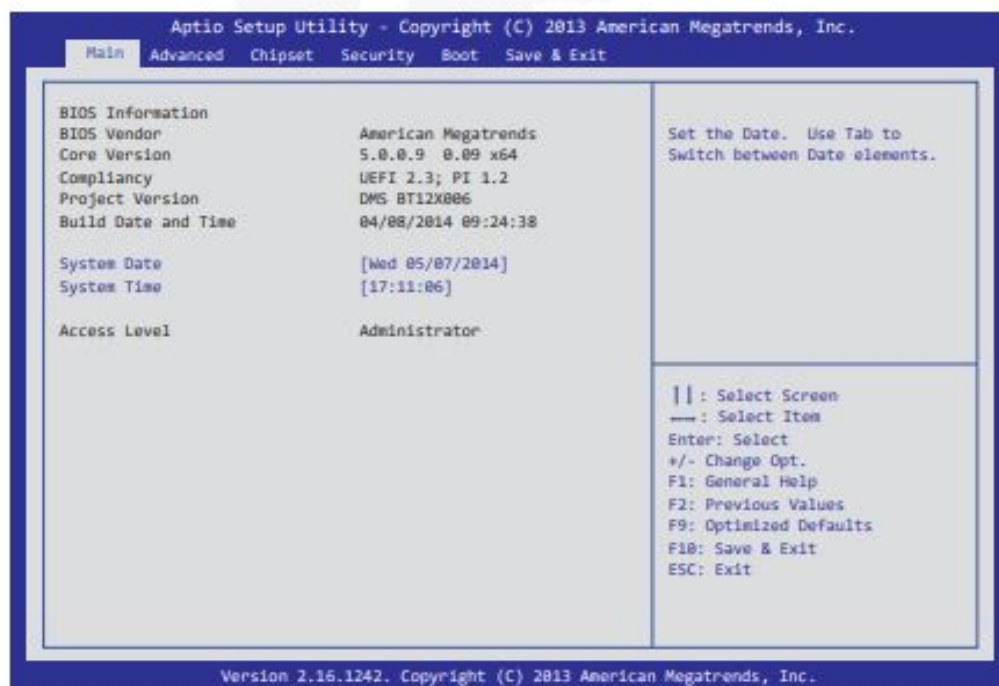 Aptio Setup Utility - Copyright (C) 2013 American Megatrends, Inc.
Main Advanced Chipset Security Boot Save & Exit
BIOS Information
BIOS Vendor American Megatrends
Core Version 5.0.0.9 0.09 x64
Compliancy UEFI 2.3; PI 1.2
Project Version DMS BT12X006
Build Date and Time 04/08/2014 09:24:38
System Date [Wed 05/07/2014]
System Time [17:11:06]
Access Level Administrator
Set the Date. Use Tab to
Switch between Date elements.
: Select Screen
: Select Item
Enter: Select
+/- Change Opt.
F1: General Help
F2: Previous Values
F9: Optimized Defaults
F10: Save & Exit
ESC: Exit
Version 2.16.1242. Copyright (C) 2013 American Megatrends, Inc.